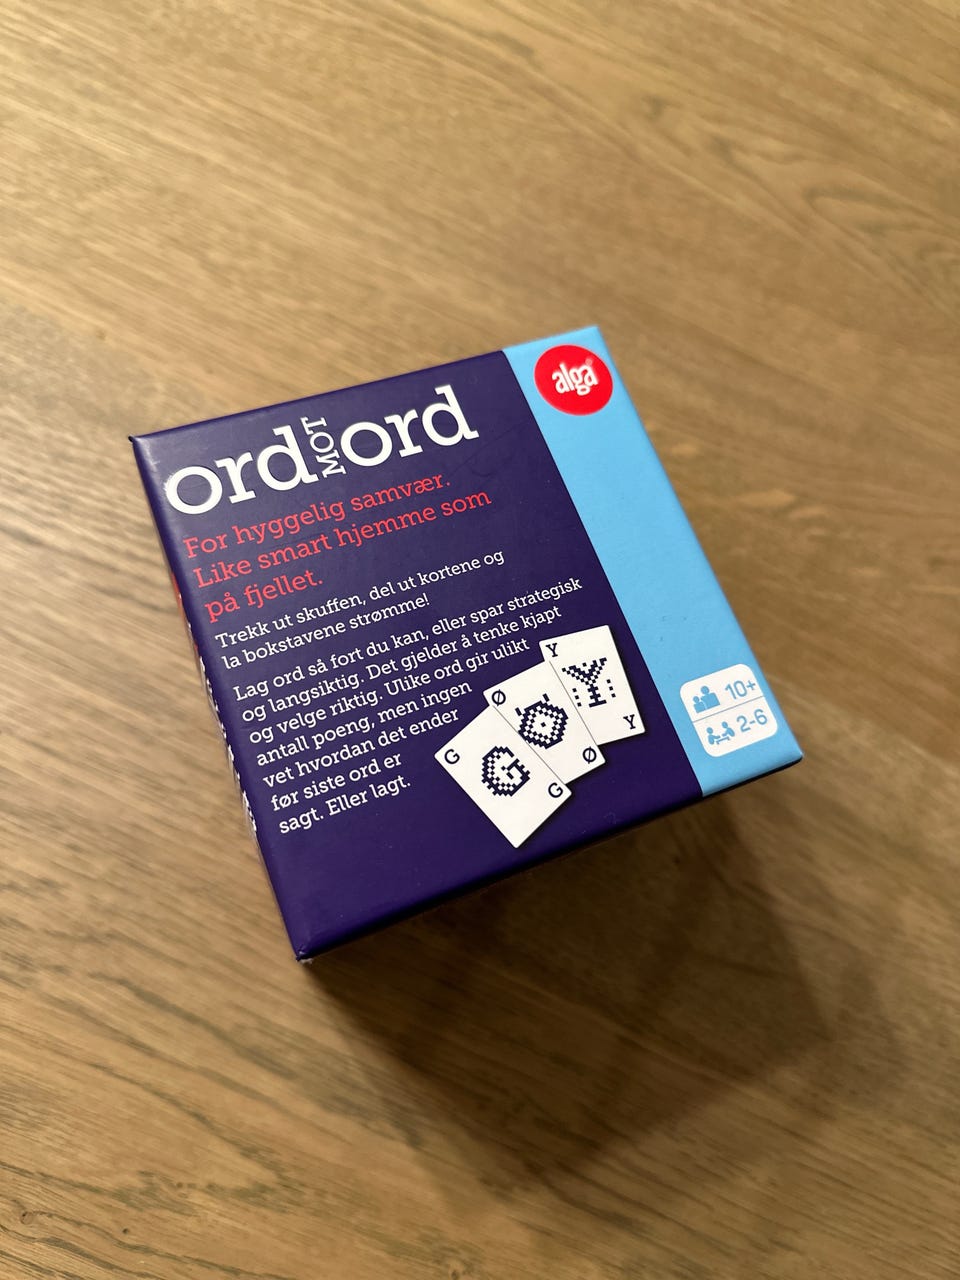 ord MOT ord
alga
For hyggelig samvær.
Like smart hjemme som
på fjellet.
Trekk ut skuffen, del ut kortene og
la bokstavene strømme!
Lag ord så fort du kan, eller spar strategisk
og langsiktig. Det gjelder å tenke kjapt
og velge riktig. Ulike ord gir ulikt
antall poeng, men ingen
vet hvordan det ender
før siste ord er
sagt. Eller lagt.
G
G
G
Ø
Ø
Ø
Y
Y
Y
10+
2-6